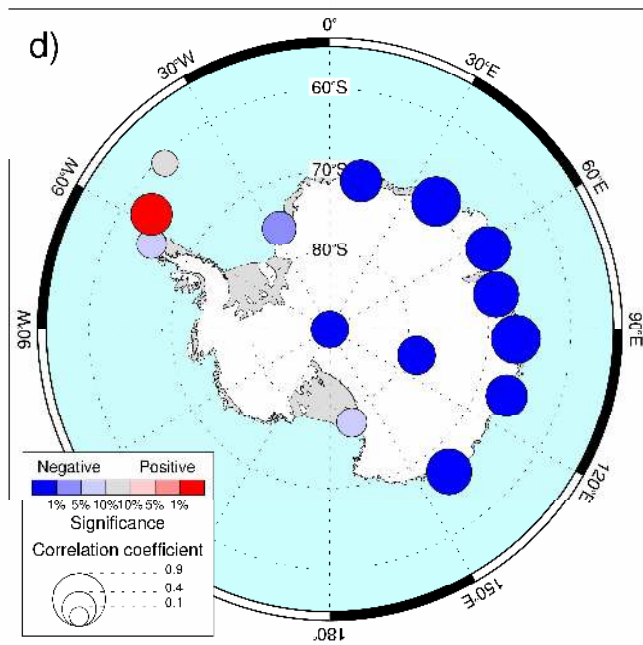 d)
0°
30°W
30°E
60°S
60°W
60°E
70°S
80°S
90°W
90°E
Negative Positive
1% 5% 10%10% 5% 1%
Significance
Correlation coefficient
0.9
0.4
0.1
120°E
150°E
180°